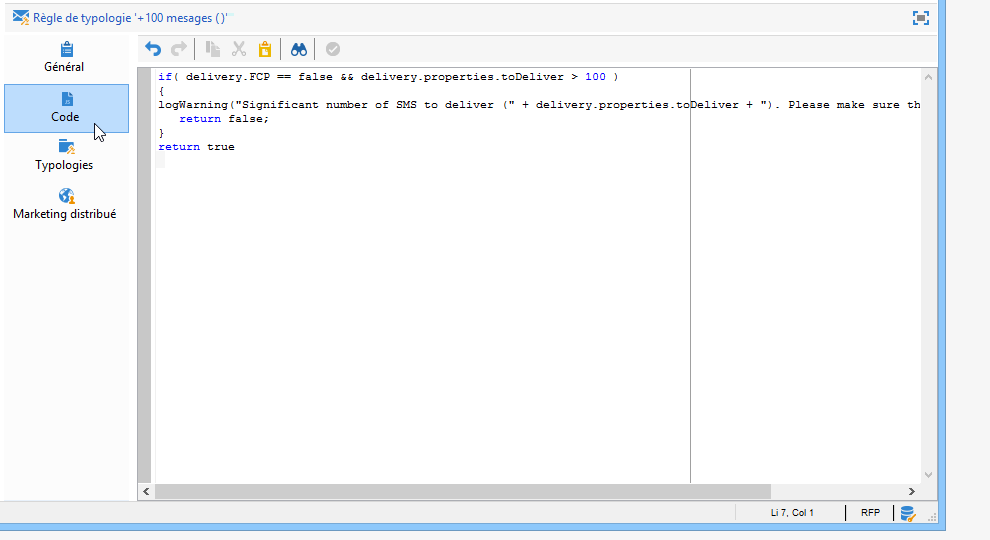 Règle de typologie '+100 mesages ()'
Général
Code
Typologies
Marketing distribué
if( delivery.FCP == false && delivery.properties.toDeliver > 100 )
{
logWarning("Significant number of SMS to deliver (" + delivery.properties.toDeliver + "). Please make sure th
return false;
}
return true
Li 7, Col 1
RFP